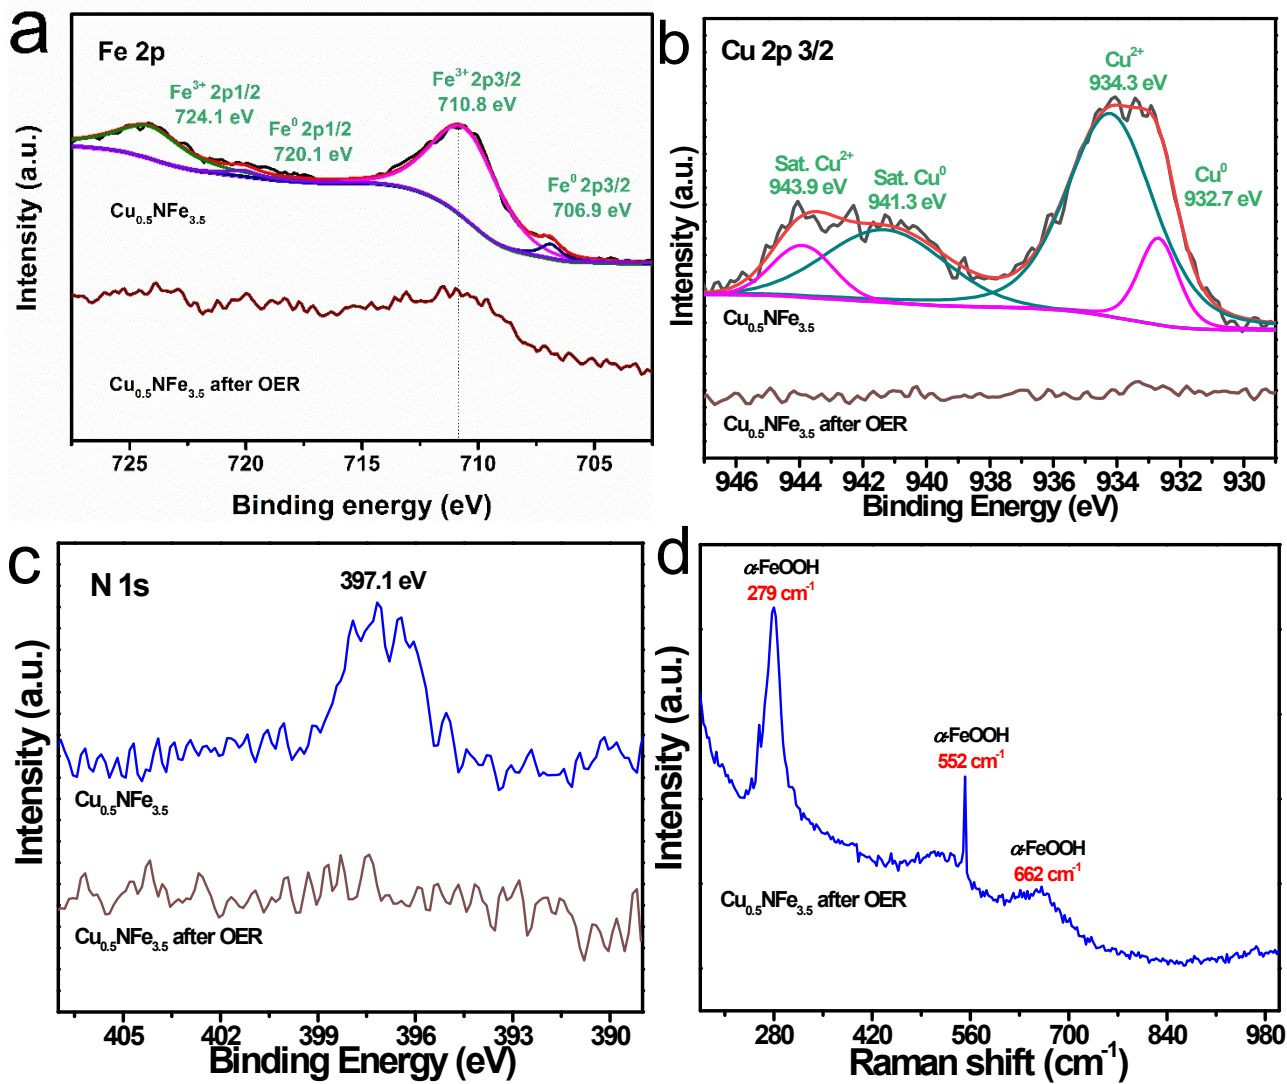 a
Fe 2p
Fe³⁺ 2p1/2
724.1 eV
Fe⁰ 2p1/2
720.1 eV
Fe³⁺ 2p3/2
710.8 eV
Fe⁰ 2p3/2
706.9 eV
Cu₀.₅NFe₃.₅
Cu₀.₅NFe₃.₅ after OER
Intensity (a.u.)
725 720 715 710 705
Binding energy (eV)
b
Cu 2p 3/2
Cu²⁺
934.3 eV
Sat. Cu²⁺
943.9 eV
Sat. Cu⁰
941.3 eV
Cu⁰
932.7 eV
Cu₀.₅NFe₃.₅
Cu₀.₅NFe₃.₅ after OER
Intensity (a.u.)
946 944 942 940 938 936 934 932 930
Binding Energy (eV)
c
N 1s
397.1 eV
Cu₀.₅NFe₃.₅
Cu₀.₅NFe₃.₅ after OER
Intensity (a.u.)
405 402 399 396 393 390
Binding Energy (eV)
d
α-FeOOH
279 cm⁻¹
α-FeOOH
552 cm⁻¹
α-FeOOH
662 cm⁻¹
Cu₀.₅NFe₃.₅ after OER
Intensity (a.u.)
280 420 560 700 840 980
Raman shift (cm⁻¹)